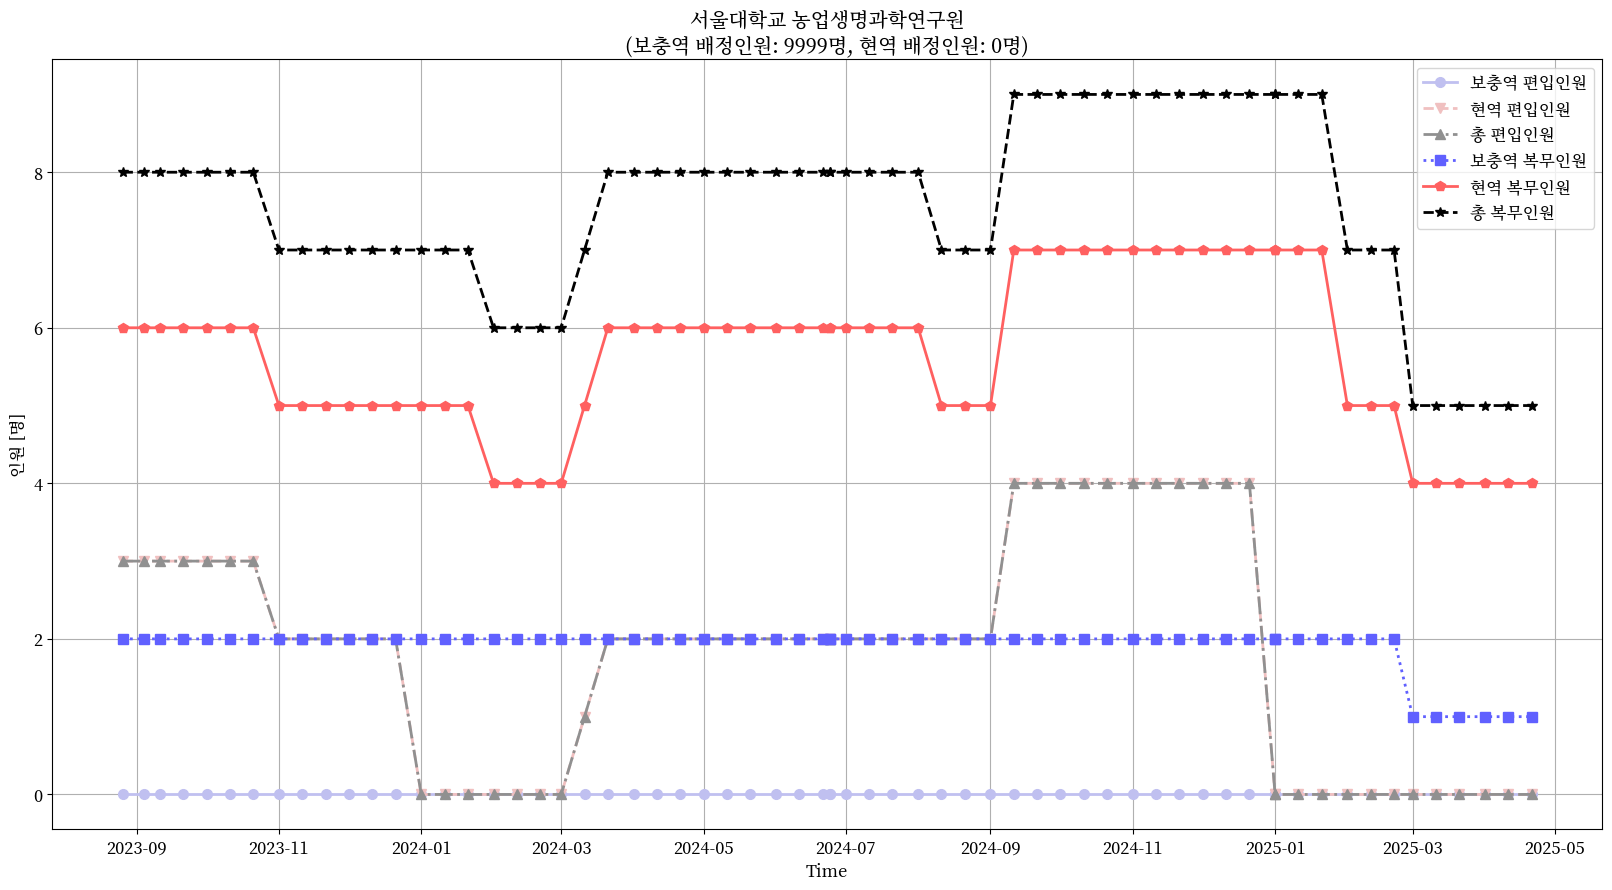 서울대학교 농업생명과학연구원
(보충역 배정인원: 9999명, 현역 배정인원: 0명)
보충역 편입인원
현역 편입인원
총 편입인원
보충역 복무인원
현역 복무인원
총 복무인원
인원 [명]
8
6
4
2
0
2023-09
2023-11
2024-01
2024-03
2024-05
2024-07
2024-09
2024-11
2025-01
2025-03
2025-05
Time